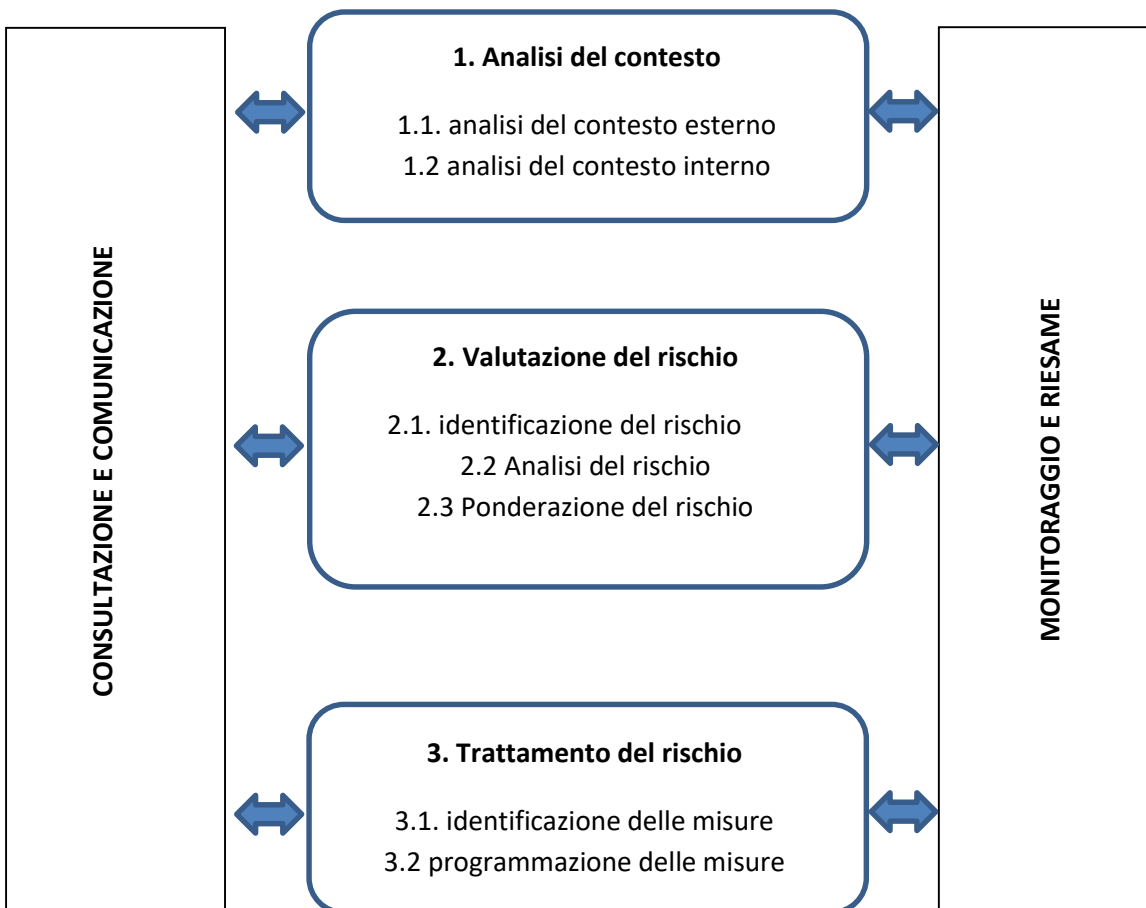 CONSULTAZIONE E COMUNICAZIONE
1. Analisi del contesto
1.1. analisi del contesto esterno
1.2 analisi del contesto interno
2. Valutazione del rischio
2.1. identificazione del rischio
2.2 Analisi del rischio
2.3 Ponderazione del rischio
3. Trattamento del rischio
3.1. identificazione delle misure
3.2 programmazione delle misure
MONITORAGGIO E RIESAME